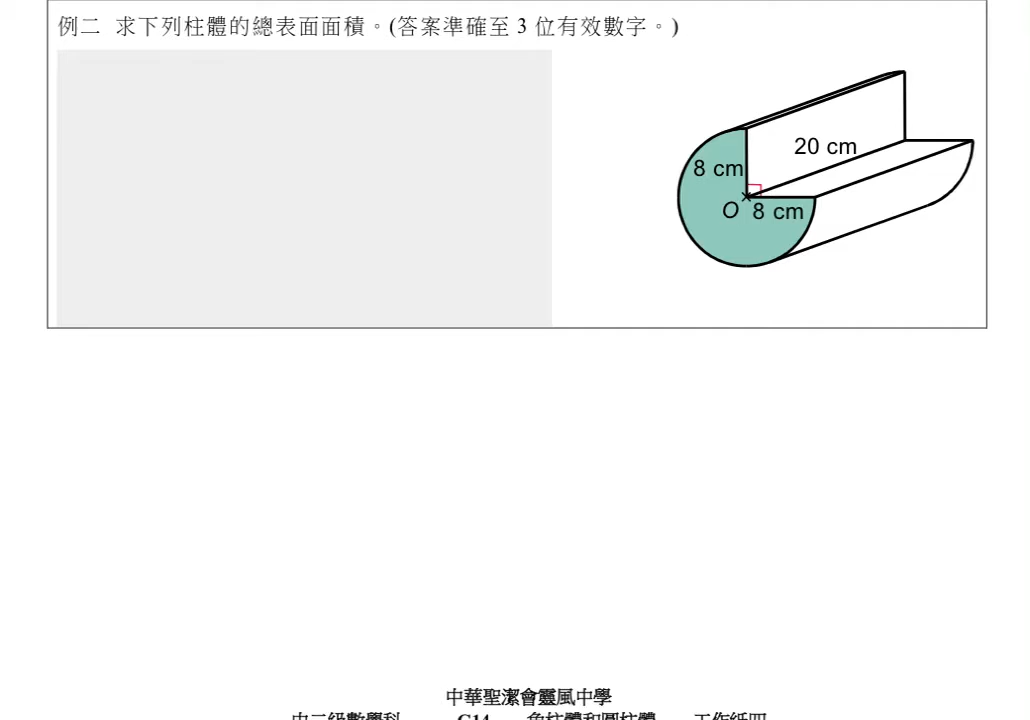 例二 求下列柱體的總表面面積。(答案準確至 3 位有效數字。)
20 cm
8 cm
O 8 cm
中華聖潔會靈風中學